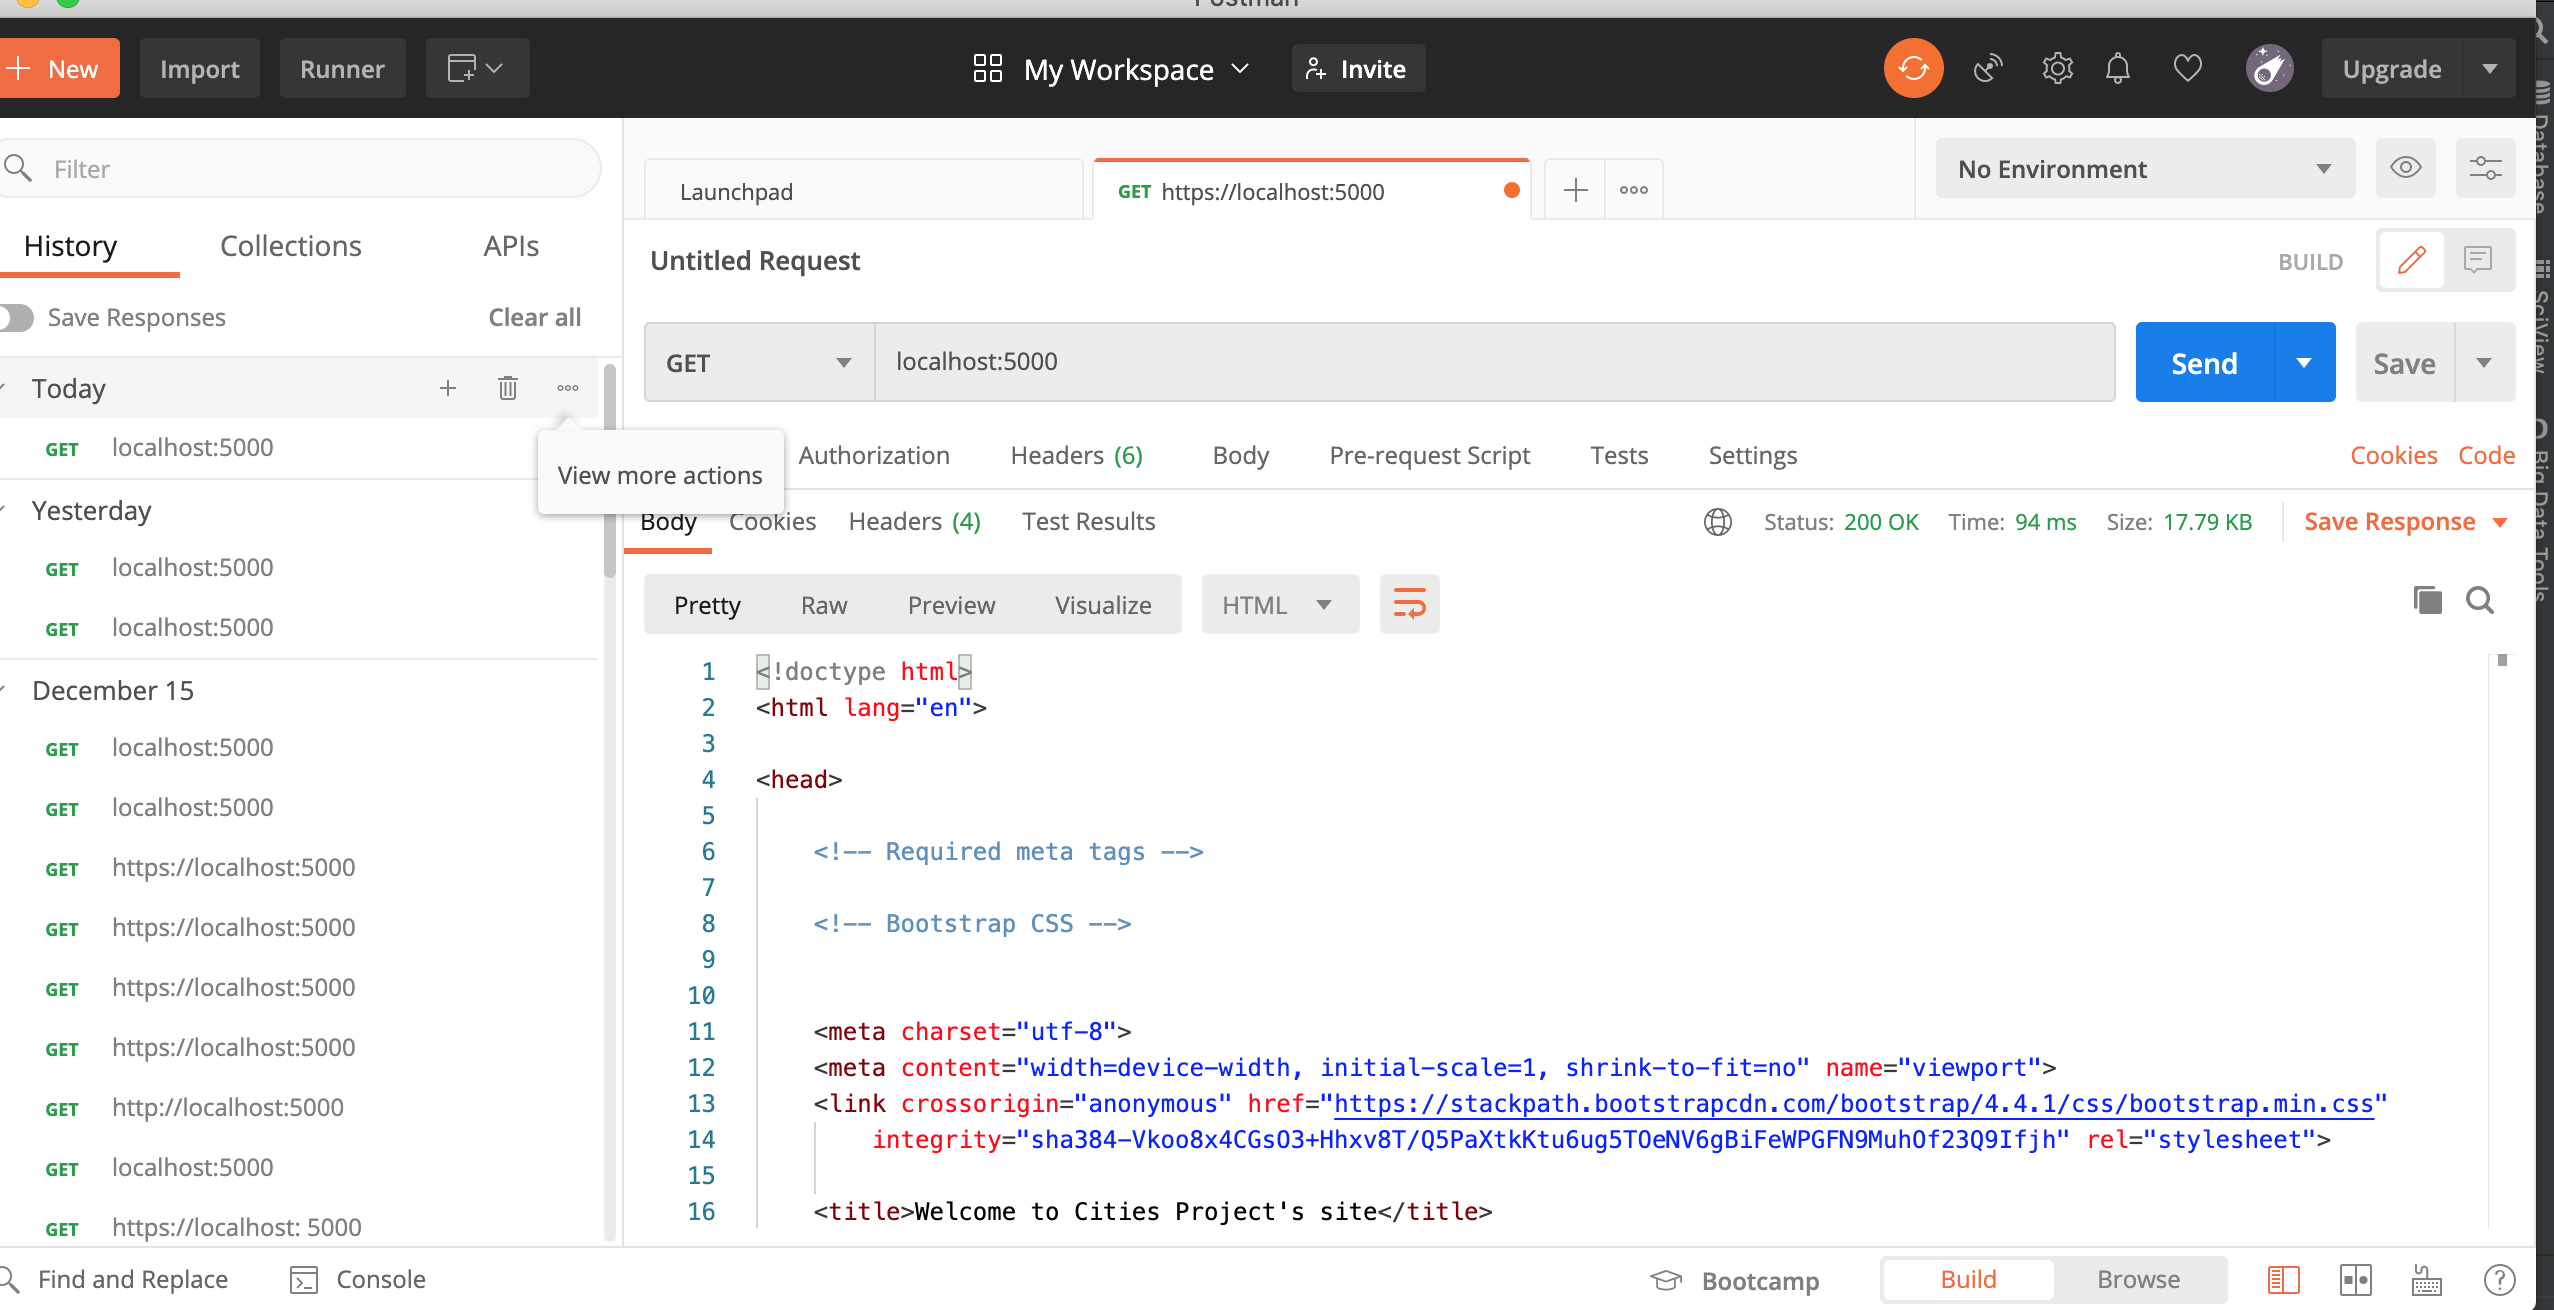 Postman
New Import Runner My Workspace Invite Upgrade
Filter
History Collections APIs
Save Responses Clear all
Today
GET localhost:5000
View more actions
Yesterday
GET localhost:5000
GET localhost:5000
December 15
GET localhost:5000
GET localhost:5000
GET https://localhost:5000
GET https://localhost:5000
GET https://localhost:5000
GET https://localhost:5000
GET http://localhost:5000
GET localhost:5000
GET https://localhost: 5000
Launchpad GET https://localhost:5000 No Environment
Untitled Request BUILD
GET localhost:5000 Send Save
Authorization Headers (6) Body Pre-request Script Tests Settings Cookies Code
Body Cookies Headers (4) Test Results Status: 200 OK Time: 94 ms Size: 17.79 KB Save Response
Pretty Raw Preview Visualize HTML
1 <!doctype html>
2 <html lang="en">
3
4 <head>
5
6 <!-- Required meta tags -->
7
8 <!-- Bootstrap CSS -->
9
10
11 <meta charset="utf-8">
12 <meta content="width=device-width, initial-scale=1, shrink-to-fit=no" name="viewport">
13 <link crossorigin="anonymous" href="https://stackpath.bootstrapcdn.com/bootstrap/4.4.1/css/bootstrap.min.css"
14 integrity="sha384-Vkoo8x4CGsO3+Hhxv8T/Q5PaXtkKtu6ug5TOeNV6gBiFeWPGFN9MuhOf23Q9Ifjh" rel="stylesheet">
15
16 <title>Welcome to Cities Project's site</title>
Find and Replace Console Bootcamp Build Browse
Database
SciView
Big Data Tools